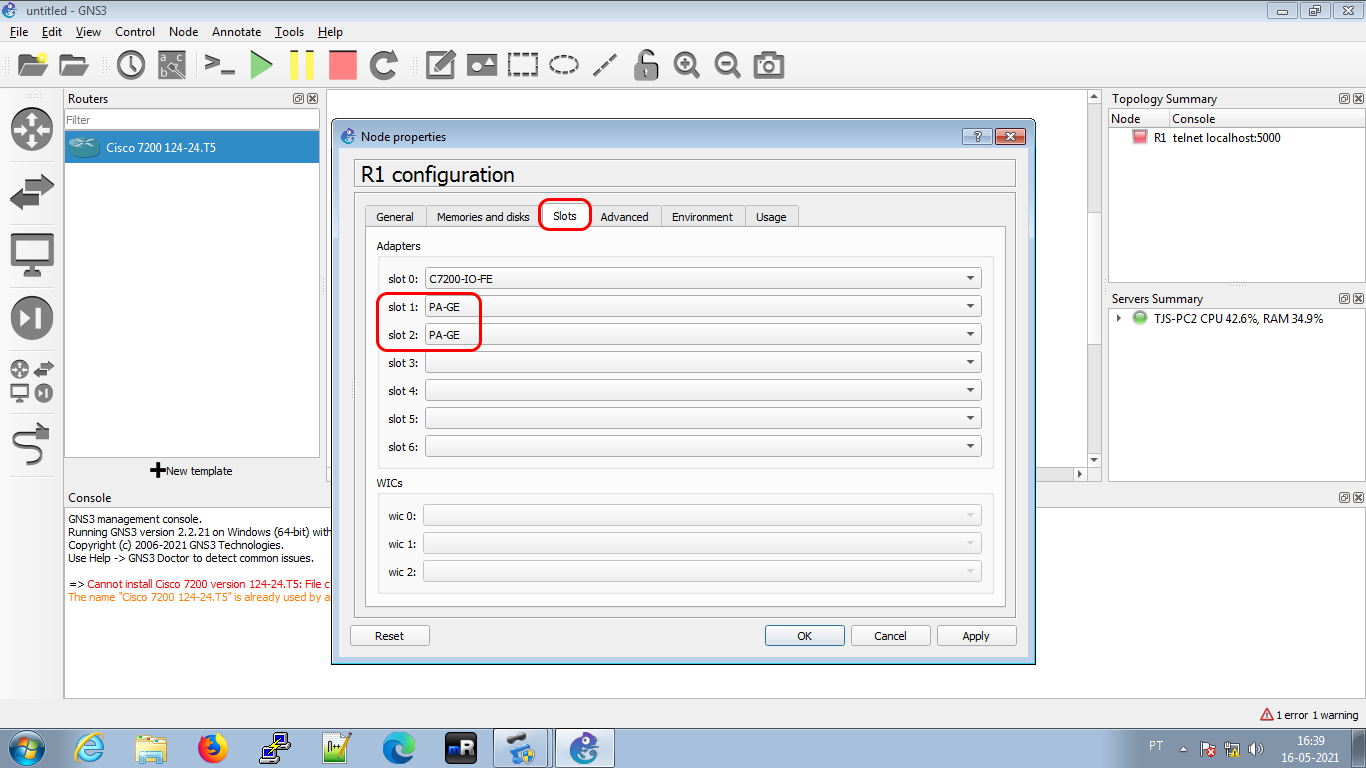 untitled - GNS3
File Edit View Control Node Annotate Tools Help
Routers
Filter
Cisco 7200 124-24.T5
New template
Node properties
R1 configuration
General Memories and disks Slots Advanced Environment Usage
Adapters
slot 0: C7200-IO-FE
slot 1: PA-GE
slot 2: PA-GE
slot 3:
slot 4:
slot 5:
slot 6:
WICs
wic 0:
wic 1:
wic 2:
Reset OK Cancel Apply
Topology Summary
Node Console
R1 telnet localhost:5000
Servers Summary
TJS-PC2 CPU 42.6%, RAM 34.9%
Console
GNS3 management console.
Running GNS3 version 2.2.21 on Windows (64-bit) with
Copyright (c) 2006-2021 GNS3 Technologies.
Use Help -> GNS3 Doctor to detect common issues.
=> Cannot install Cisco 7200 version 124-24.T5: File
The name "Cisco 7200 124-24.T5" is already used by a
1 error 1 warning
mR
PT
16:39
16-05-2021